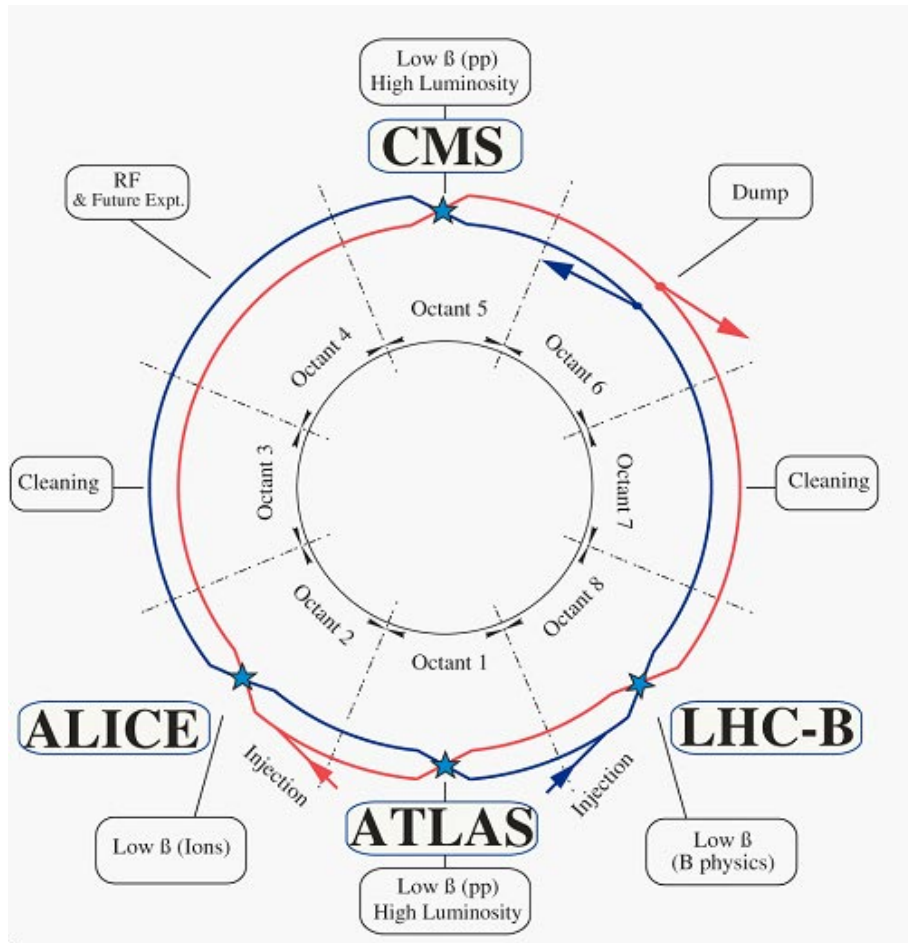 Low ß (pp)
High Luminosity
CMS
RF
& Future Expt.
Dump
Octant 5
Octant 4
Octant 6
Cleaning
Octant 3
Octant 7
Cleaning
Octant 2
Octant 8
Octant 1
ALICE
LHC-B
Injection
Injection
ATLAS
Low ß (Ions)
Low ß
(B physics)
Low ß (pp)
High Luminosity